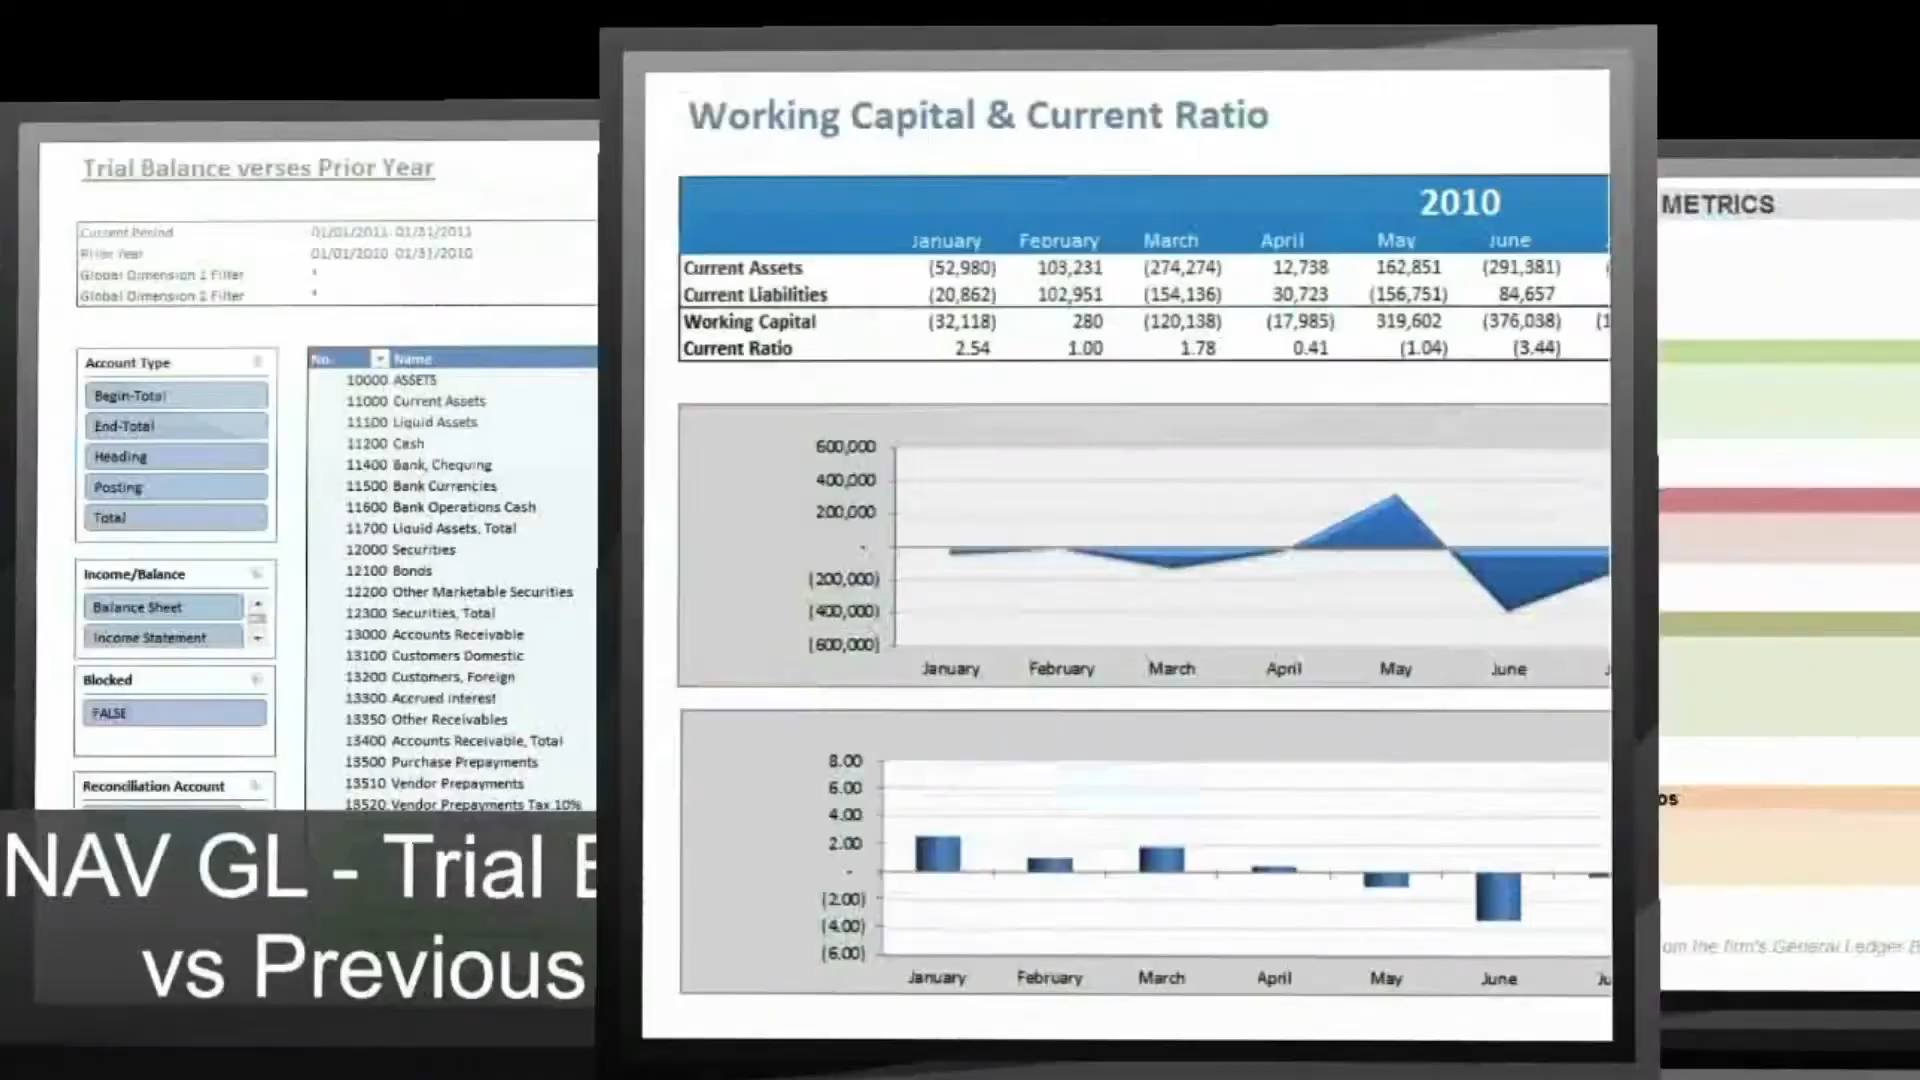 Trial Balance verses Prior Year
Current Period 01/01/2011 01/31/2011
Prior Year 01/01/2010 01/31/2010
Global Dimension 1 Filter *
Global Dimension 2 Filter *
Account Type
Begin-Total
End-Total
Heading
Posting
Total
Income/Balance
Balance Sheet
Income Statement
Blocked
FALSE
Reconciliation Account
No. Name
10000 ASSETS
11000 Current Assets
11100 Liquid Assets
11200 Cash
11400 Bank, Chequing
11500 Bank Currencies
11600 Bank Operations Cash
11700 Liquid Assets, Total
12000 Securities
12100 Bonds
12200 Other Marketable Securities
12300 Securities, Total
13000 Accounts Receivable
13100 Customers Domestic
13200 Customers, Foreign
13300 Accrued Interest
13350 Other Receivables
13400 Accounts Receivable, Total
13500 Purchase Prepayments
13510 Vendor Prepayments
13520 Vendor Prepayments Tax 10%
NAV GL - Trial
vs Previous
Working Capital & Current Ratio
2010
January February March April May June
Current Assets (52,980) 103,231 (274,274) 12,738 162,851 (291,381)
Current Liabilities (20,862) 102,951 (154,136) 30,723 (156,751) 84,657
Working Capital (32,118) 280 (120,138) (17,985) 319,602 (376,038)
Current Ratio 2.54 1.00 1.78 0.41 (1.04) (3.44)
600,000
400,000
200,000
-
(200,000)
(400,000)
(600,000)
January February March April May June
8.00
6.00
4.00
2.00
-
(2.00)
(4.00)
(6.00)
January February March April May June
METRICS
om the firm's General Ledger